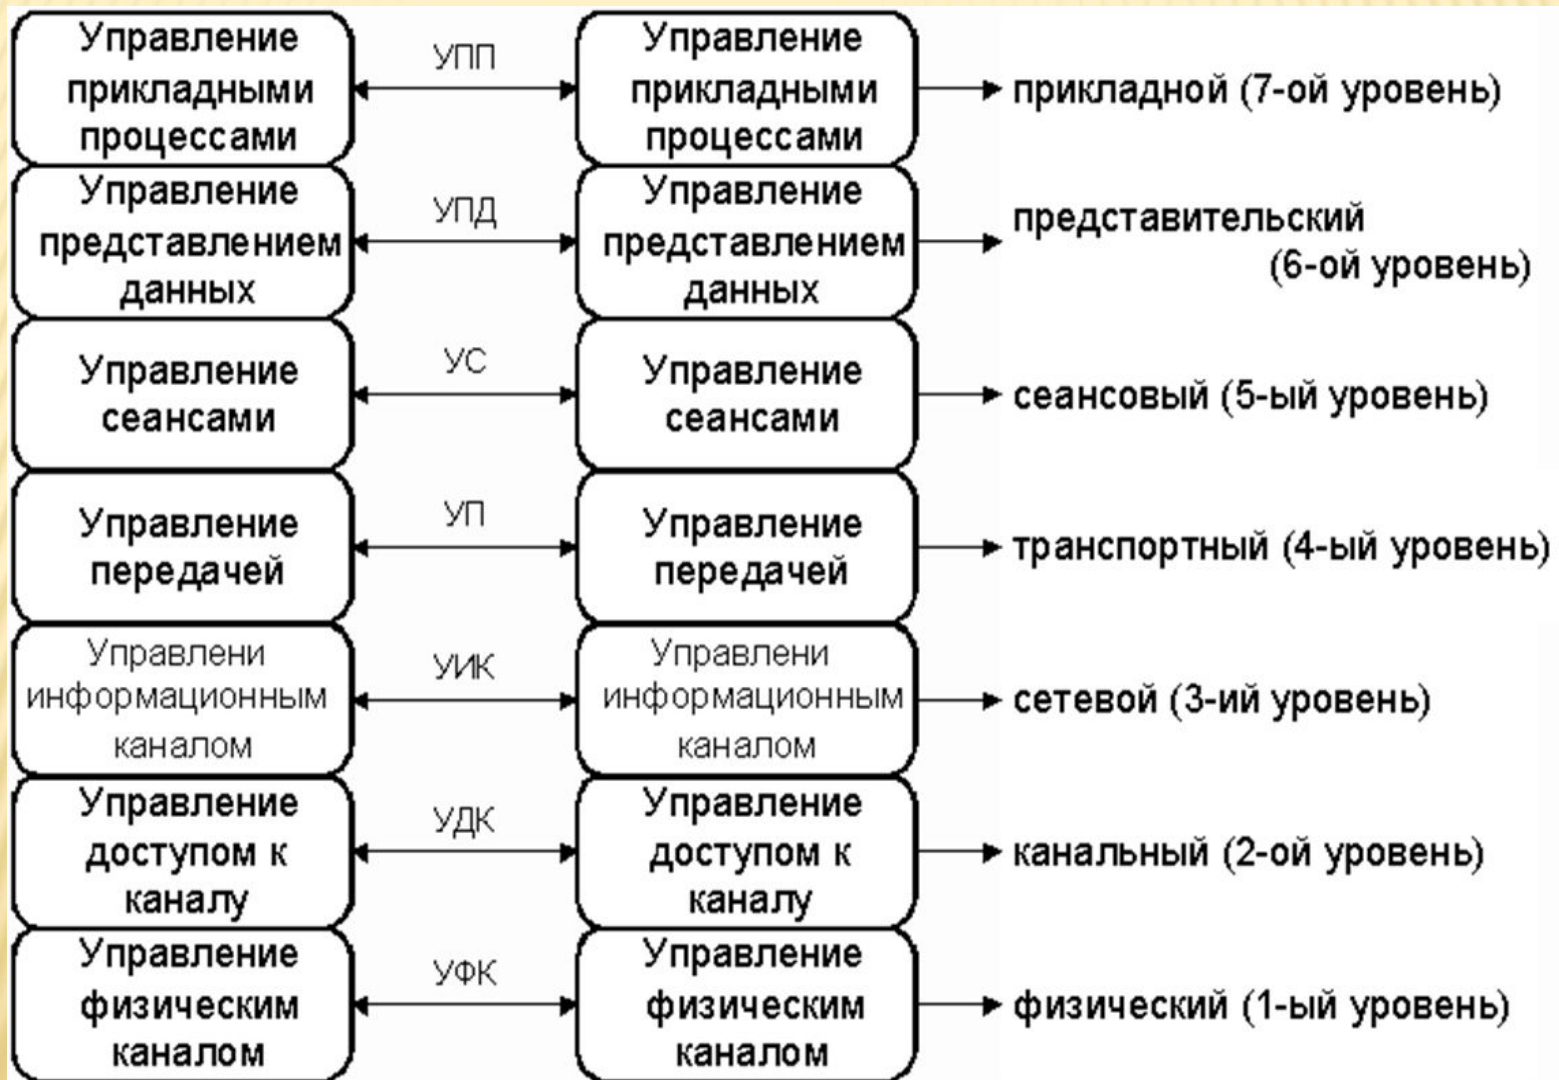 Управление
прикладными
процессами
УПП
Управление
прикладными
процессами
прикладной (7-ой уровень)
Управление
представлением
данных
УПД
Управление
представлением
данных
представительский
(6-ой уровень)
Управление
сеансами
УС
Управление
сеансами
сеансовый (5-ый уровень)
Управление
передачей
УП
Управление
передачей
транспортный (4-ый уровень)
Управлени
информационным
каналом
УИК
Управлени
информационным
каналом
сетевой (3-ий уровень)
Управление
доступом к
каналу
УДК
Управление
доступом к
каналу
канальный (2-ой уровень)
Управление
физическим
каналом
УФК
Управление
физическим
каналом
физический (1-ый уровень)